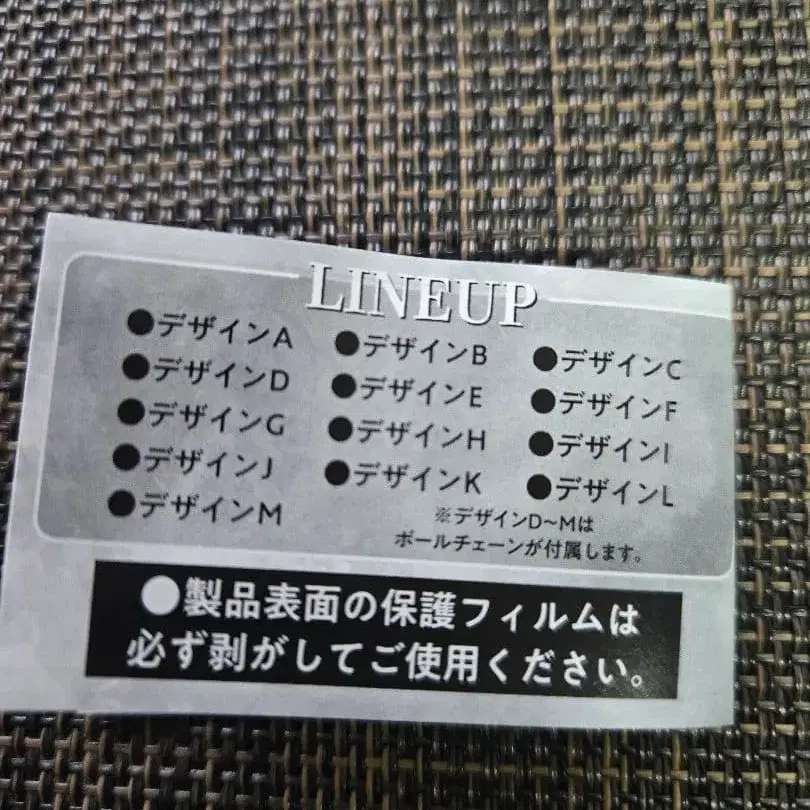 LINEUP
●デザインA ●デザインB ●デザインC
●デザインD ●デザインE ●デザインF
●デザインG ●デザインH ●デザインI
●デザインJ ●デザインK ●デザインL
●デザインM ※デザインD~Mは
ボールチェーンが付属します。
●製品表面の保護フィルムは
必ず剥がしてご使用ください。